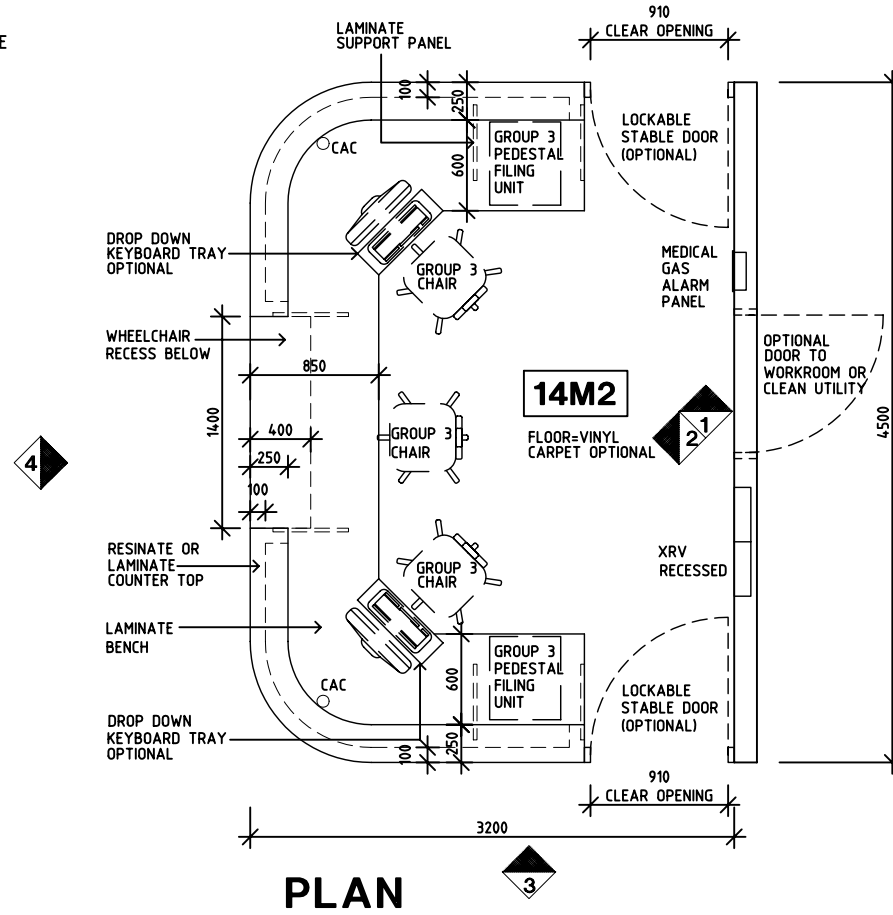 E
910
CLEAR OPENING
LAMINATE
SUPPORT PANEL
100
250
600
CAC
GROUP 3
PEDESTAL
FILING
UNIT
LOCKABLE
STABLE DOOR
(OPTIONAL)
DROP DOWN
KEYBOARD TRAY
OPTIONAL
GROUP 3
CHAIR
MEDICAL
GAS
ALARM
PANEL
WHEELCHAIR
RECESS BELOW
OPTIONAL
DOOR TO
WORKROOM OR
CLEAN UTILITY
850
14M2
1400
400
250
100
GROUP 3
CHAIR
FLOOR=VINYL
CARPET OPTIONAL
1
2
4500
4
RESINATE OR
LAMINATE
COUNTER TOP
GROUP 3
CHAIR
XRV
RECESSED
LAMINATE
BENCH
CAC
600
GROUP 3
PEDESTAL
FILING
UNIT
LOCKABLE
STABLE DOOR
(OPTIONAL)
DROP DOWN
KEYBOARD TRAY
OPTIONAL
100
250
910
CLEAR OPENING
3200
3
PLAN